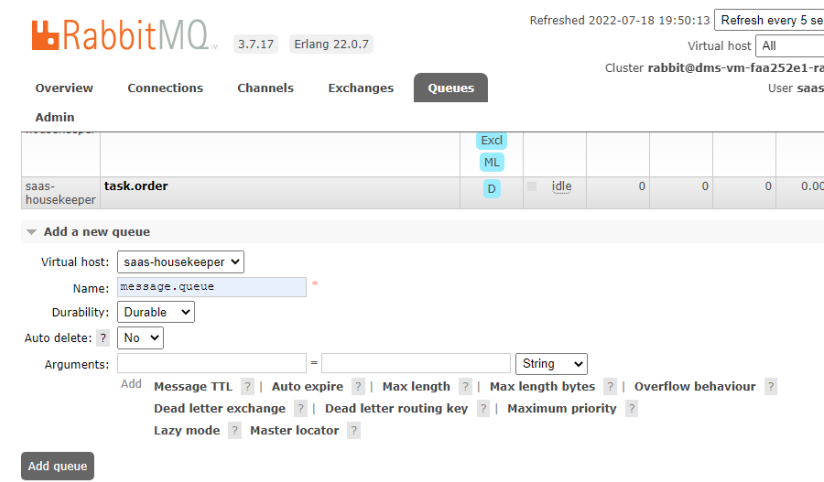 Refreshed 2022-07-18 19:50:13 Refresh every 5 se
RabbitMQ 3.7.17 Erlang 22.0.7
Virtual host All
Cluster rabbit@dms-vm-faa252e1-ra
User saas
Overview Connections Channels Exchanges Queues
Admin
Excl
ML
saas-housekeeper task.order D idle 0 0 0 0.00
Add a new queue
Virtual host: saas-housekeeper
Name: message.queue *
Durability: Durable
Auto delete: ? No
Arguments: = String
Add Message TTL ? | Auto expire ? | Max length ? | Max length bytes ? | Overflow behaviour ?
Dead letter exchange ? | Dead letter routing key ? | Maximum priority ?
Lazy mode ? Master locator ?
Add queue